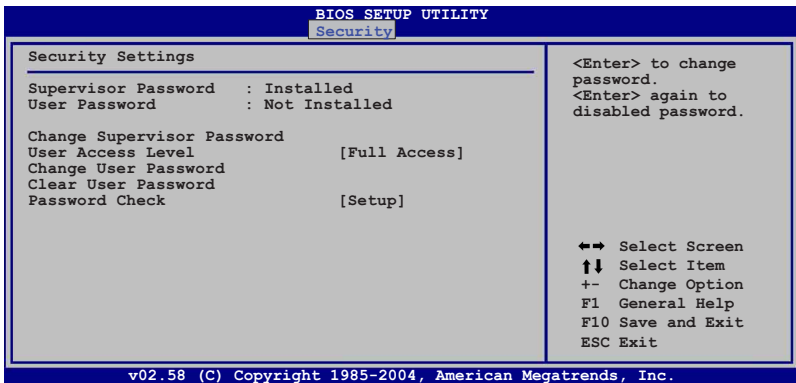 BIOS SETUP UTILITY
Security
Security Settings
Supervisor Password : Installed
User Password : Not Installed
Change Supervisor Password
User Access Level [Full Access]
Change User Password
Clear User Password
Password Check [Setup]
<Enter> to change
password.
<Enter> again to
disabled password.
←→ Select Screen
↑↓ Select Item
+- Change Option
F1 General Help
F10 Save and Exit
ESC Exit
v02.58 (C) Copyright 1985-2004, American Megatrends, Inc.